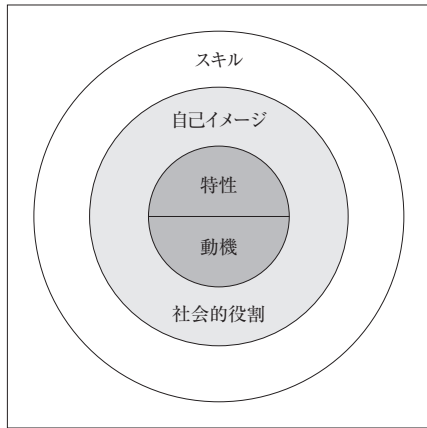 スキル
自己イメージ
特性
動機
社会的役割